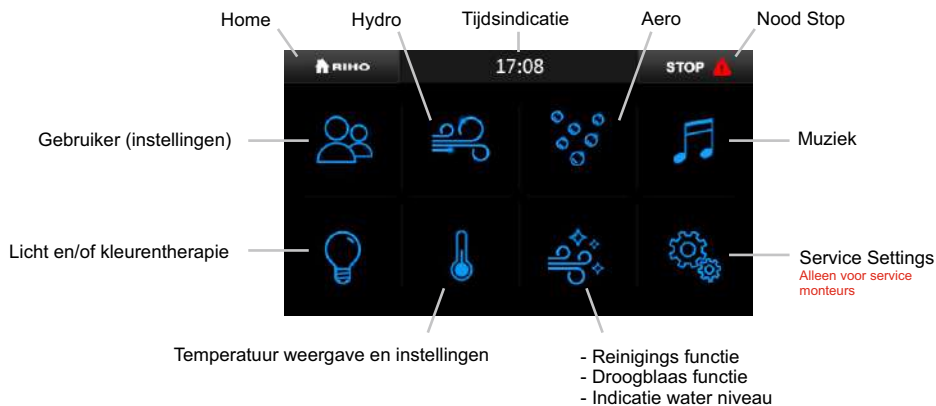 Home
Hydro
Tijdsindicatie
Aero
Nood Stop
RIHO
17:08
STOP
Gebruiker (instellingen)
Muziek
Licht en/of kleurentherapie
Service Settings
Alleen voor service
monteurs
Temperatuur weergave en instellingen
- Reinigings functie
- Droogblaas functie
- Indicatie water niveau